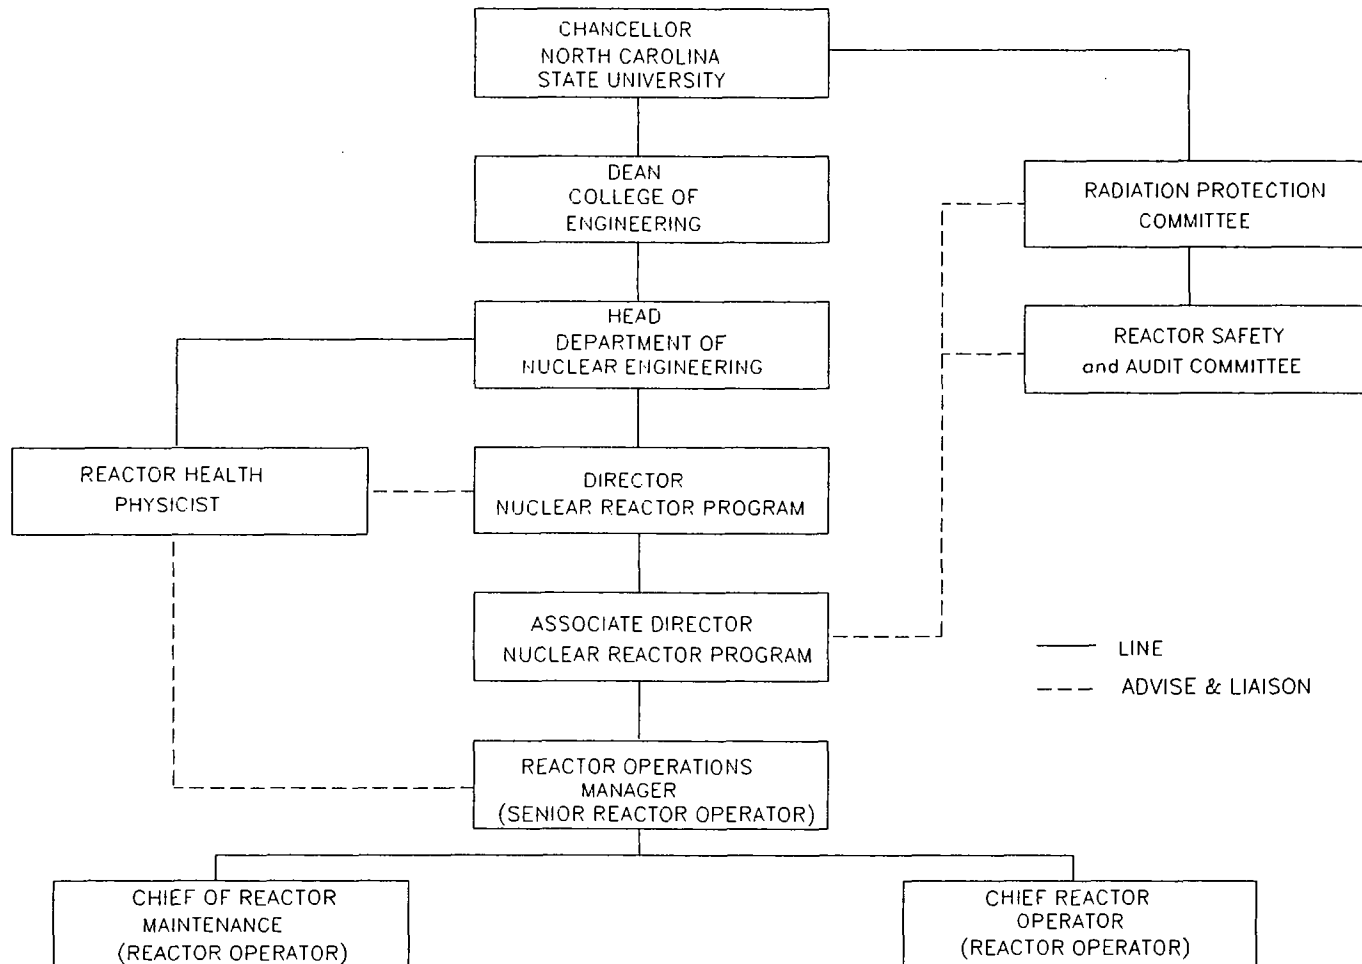 CHANCELLOR
NORTH CAROLINA
STATE UNIVERSITY
DEAN
COLLEGE OF
ENGINEERING
RADIATION PROTECTION
COMMITTEE
HEAD
DEPARTMENT OF
NUCLEAR ENGINEERING
REACTOR SAFETY
and AUDIT COMMITTEE
REACTOR HEALTH
PHYSICIST
DIRECTOR
NUCLEAR REACTOR PROGRAM
ASSOCIATE DIRECTOR
NUCLEAR REACTOR PROGRAM
LINE
ADVISE & LIAISON
REACTOR OPERATIONS
MANAGER
(SENIOR REACTOR OPERATOR)
CHIEF OF REACTOR
MAINTENANCE
(REACTOR OPERATOR)
CHIEF REACTOR
OPERATOR
(REACTOR OPERATOR)